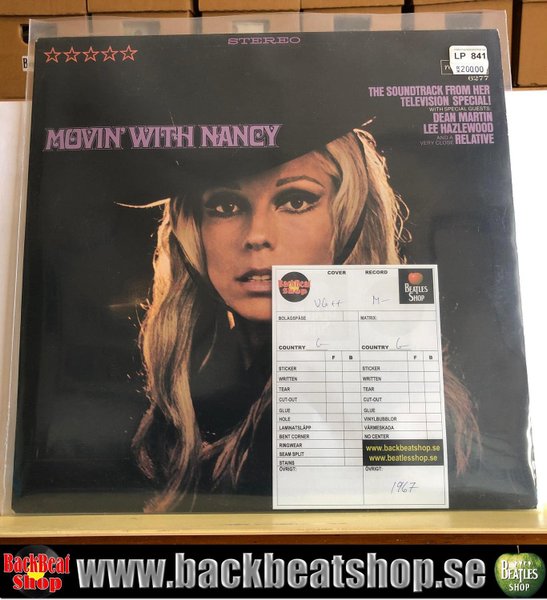 STEREO
LP 841
6277
THE SOUNDTRACK FROM HER
TELEVISION SPECIAL!
WITH SPECIAL GUESTS:
DEAN MARTIN
LEE HAZLEWOOD
AND A
VERY CLOSE RELATIVE
MOVIN' WITH NANCY
COVER RECORD
BackBeat
Shop
BEATLES
SHOP
VG++ M-
BOLAGSPÅSE MATRIX:
COUNTRY G COUNTRY G
F B F B
STICKER STICKER
WRITTEN WRITTEN
TEAR TEAR
CUT-OUT CUT-OUT
GLUE GLUE
HOLE VINYLBUBBLOR
LAMINATSLÄPP VÄRMESKADA
BENT CORNER NO CENTER
RINGWEAR
SEAM SPLIT
STAINS
www.backbeatshop.se
www.beatlesshop.se
ÖVRIGT: ÖVRIGT:
1967
BackBeat
Shop
www.backbeatshop.se
BEATLES
SHOP